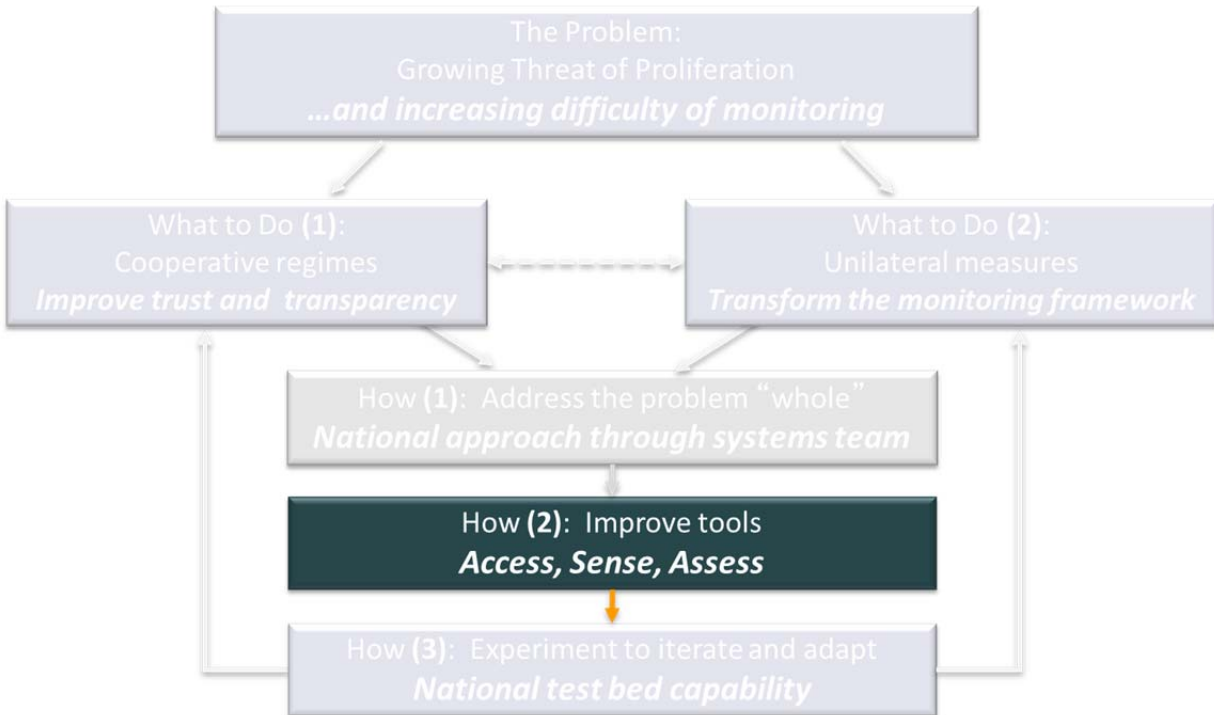 The Problem:
Growing Threat of Proliferation
…and increasing difficulty of monitoring
What to Do (1):
Cooperative regimes
Improve trust and transparency
What to Do (2):
Unilateral measures
Transform the monitoring framework
How (1): Address the problem “whole”
National approach through systems team
How (2): Improve tools
Access, Sense, Assess
How (3): Experiment to iterate and adapt
National test bed capability